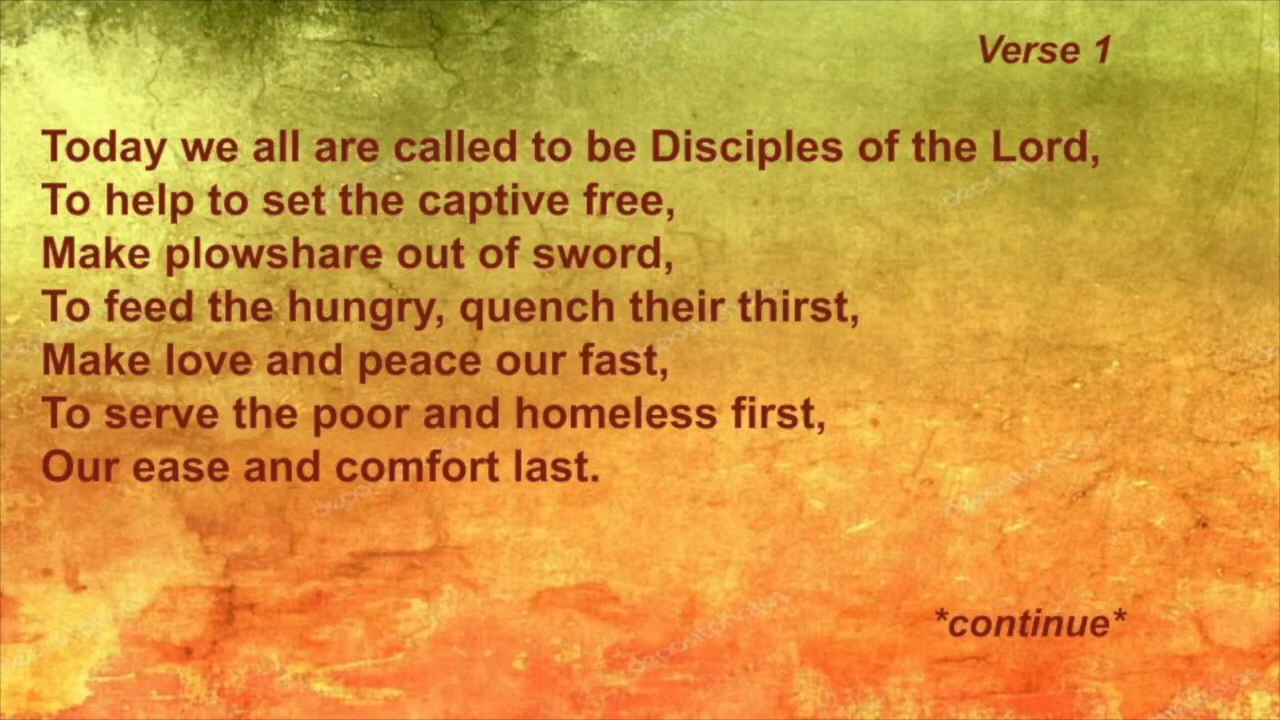 Verse 1
Today we all are called to be Disciples of the Lord,
To help to set the captive free,
Make plowshare out of sword,
To feed the hungry, quench their thirst,
Make love and peace our fast,
To serve the poor and homeless first,
Our ease and comfort last.
*continue*